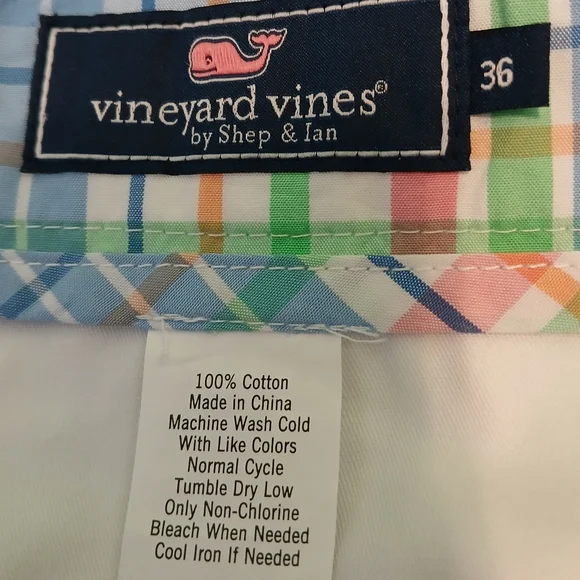 vineyard vines®
by Shep & Ian
36
100% Cotton
Made in China
Machine Wash Cold
With Like Colors
Normal Cycle
Tumble Dry Low
Only Non-Chlorine
Bleach When Needed
Cool Iron If Needed